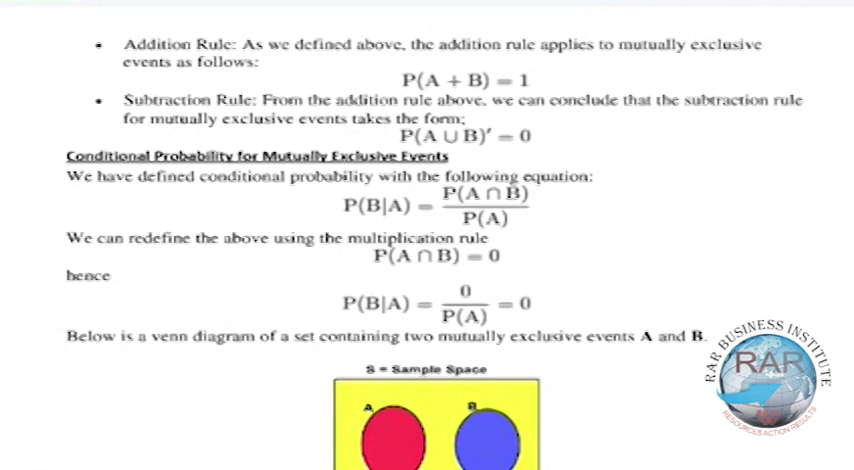 • Addition Rule: As we defined above, the addition rule applies to mutually exclusive
events as follows:
P(A + B) = 1
• Subtraction Rule: From the addition rule above, we can conclude that the subtraction rule
for mutually exclusive events takes the form;
P(A ∪ B)′ = 0
Conditional Probability for Mutually Exclusive Events
We have defined conditional probability with the following equation:
P(B|A) = P(A ∩ B) / P(A)
We can redefine the above using the multiplication rule
P(A ∩ B) = 0
hence
P(B|A) = 0 / P(A) = 0
Below is a venn diagram of a set containing two mutually exclusive events A and B.
S = Sample Space
A B
RAR BUSINESS INSTITUTE
RAR
RESOURCES ACTION RESULTS